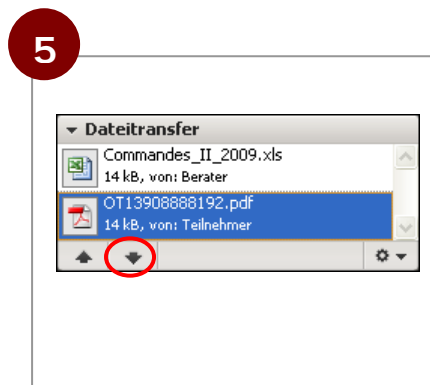 5
Dateitransfer
Commandes_II_2009.xls
14 kB, von: Berater
OT13908888192.pdf
14 kB, von: Teilnehmer